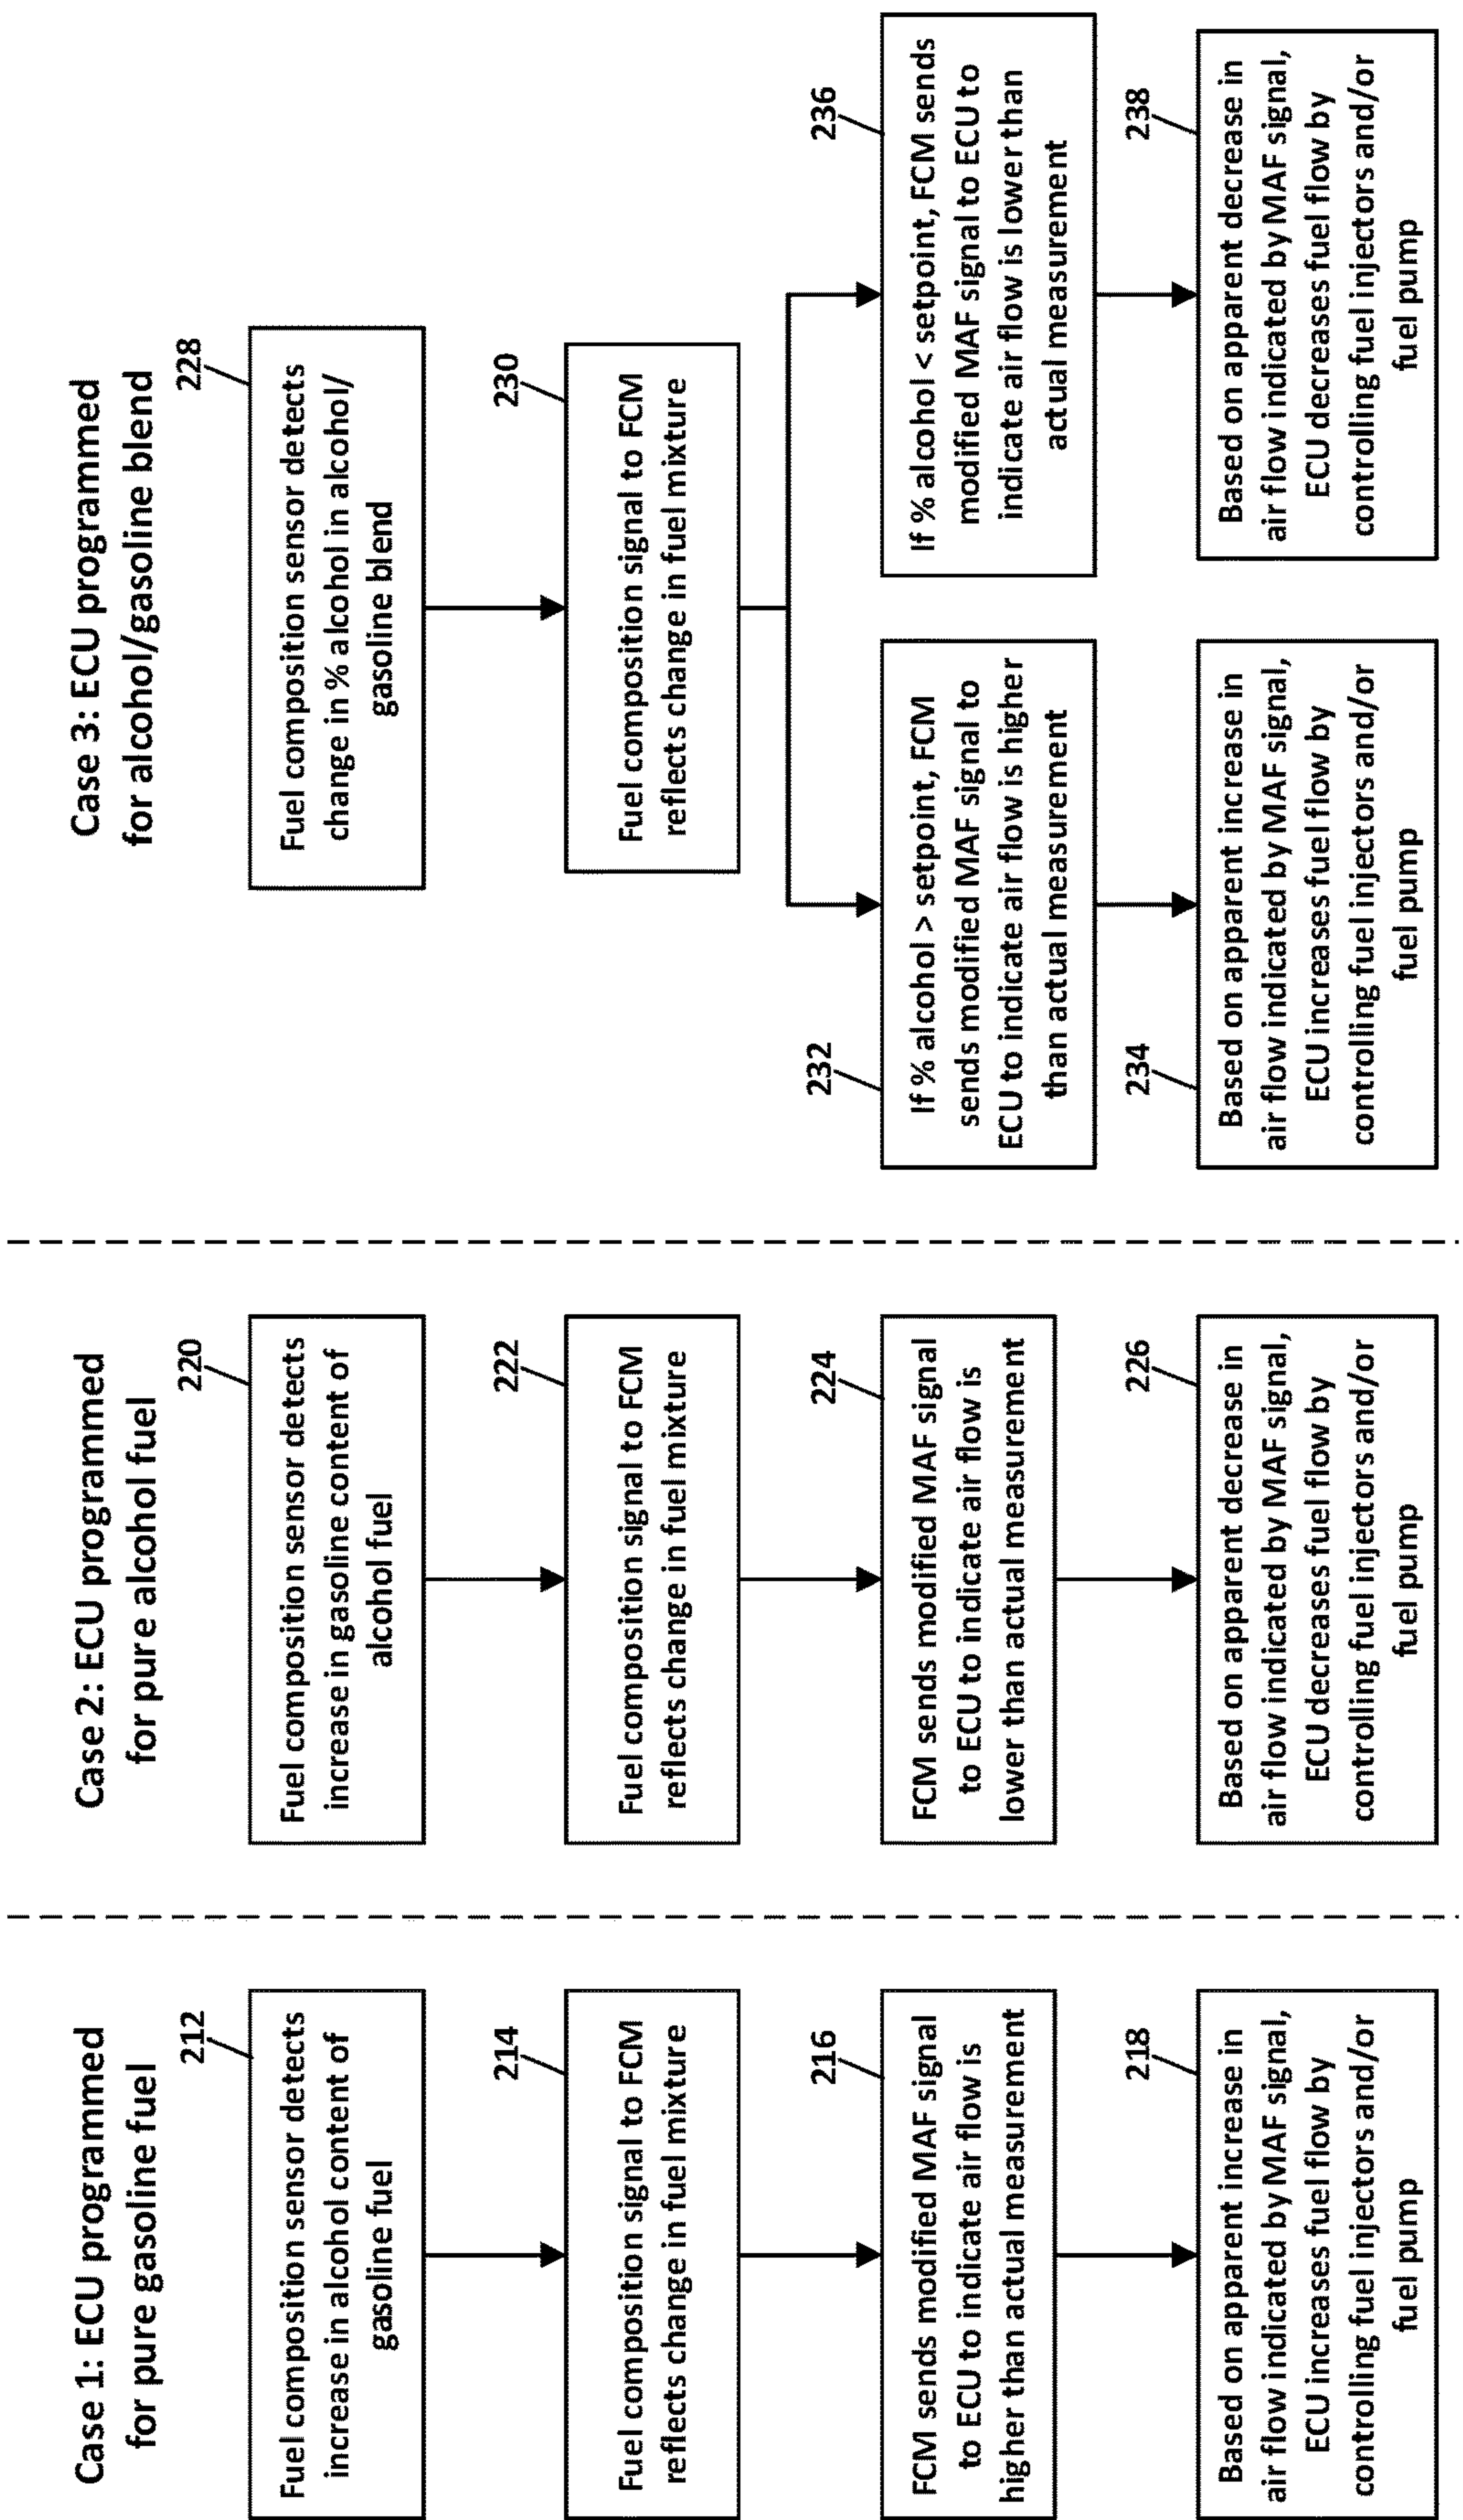 Case 1: ECU programmed
for pure gasoline fuel
212
Fuel composition sensor detects
increase in alcohol content of
gasoline fuel
214
Fuel composition signal to FCM
reflects change in fuel mixture
216
FCM sends modified MAF signal
to ECU to indicate air flow is
higher than actual measurement
218
Based on apparent increase in
air flow indicated by MAF signal,
ECU increases fuel flow by
controlling fuel injectors and/or
fuel pump
Case 2: ECU programmed
for pure alcohol fuel
220
Fuel composition sensor detects
increase in gasoline content of
alcohol fuel
222
Fuel composition signal to FCM
reflects change in fuel mixture
224
FCM sends modified MAF signal
to ECU to indicate air flow is
lower than actual measurement
226
Based on apparent decrease in
air flow indicated by MAF signal,
ECU decreases fuel flow by
controlling fuel injectors and/or
fuel pump
Case 3: ECU programmed
for alcohol/gasoline blend
228
Fuel composition sensor detects
change in % alcohol in alcohol/
gasoline blend
230
Fuel composition signal to FCM
reflects change in fuel mixture
232
If % alcohol > setpoint, FCM
sends modified MAF signal to
ECU to indicate air flow is higher
than actual measurement
234
Based on apparent increase in
air flow indicated by MAF signal,
ECU increases fuel flow by
controlling fuel injectors and/or
fuel pump
236
If % alcohol < setpoint, FCM sends
modified MAF signal to ECU to
indicate air flow is lower than
actual measurement
238
Based on apparent decrease in
air flow indicated by MAF signal,
ECU decreases fuel flow by
controlling fuel injectors and/or
fuel pump